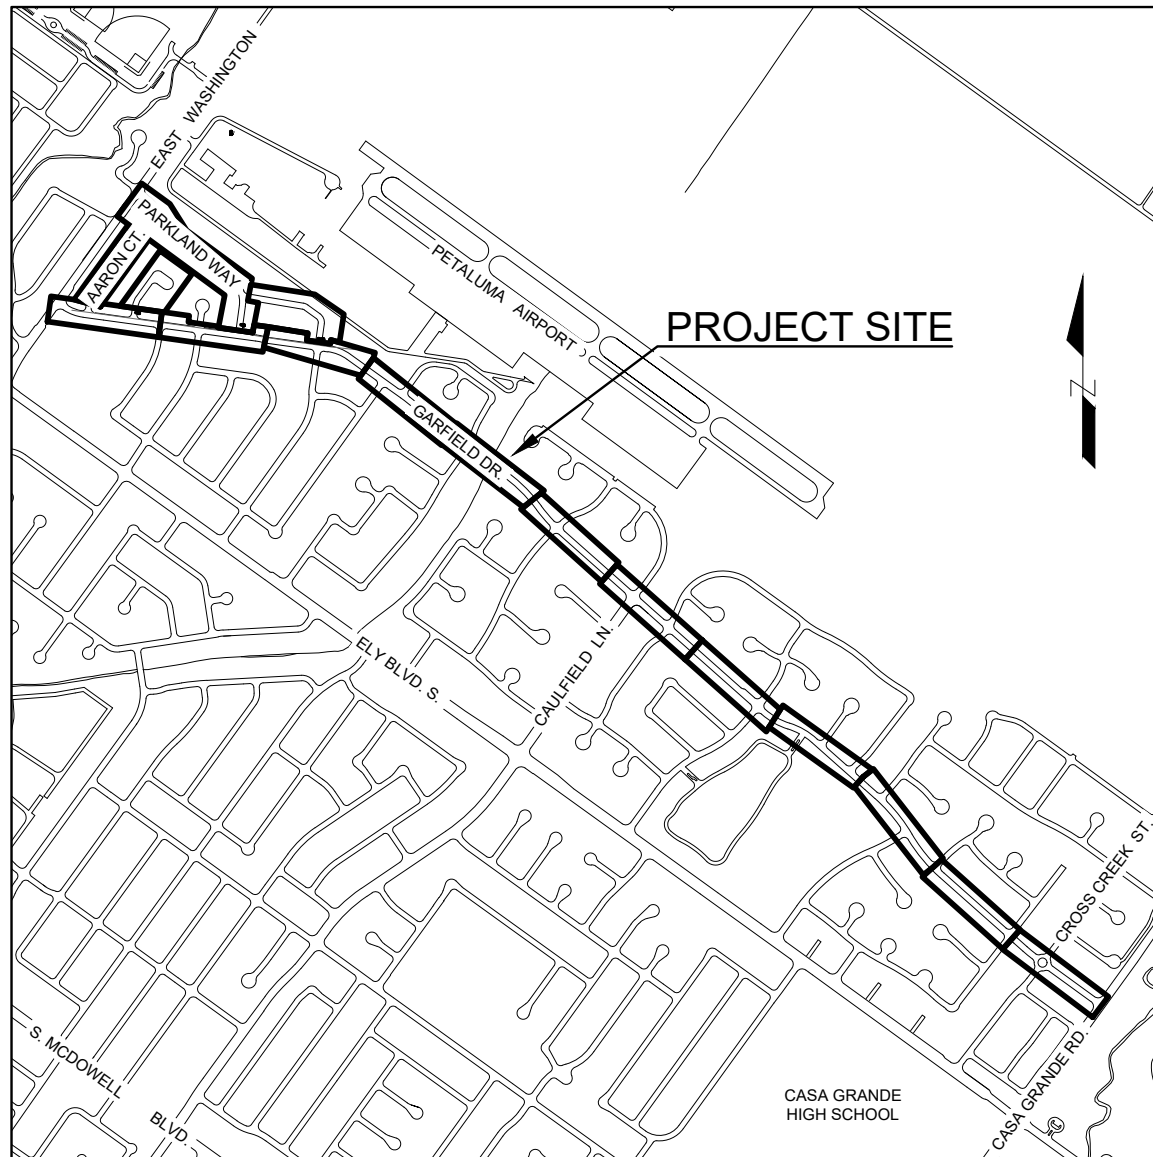 EAST WASHINGTON
PARKLAND WAY
AARON CT.
PETALUMA AIRPORT
PROJECT SITE
N
GARFIELD DR.
ELY BLVD. S.
CAULFIELD LN.
CROSS CREEK ST.
S. MCDOWELL
BLVD.
CASA GRANDE
HIGH SCHOOL
CASA GRANDE RD.